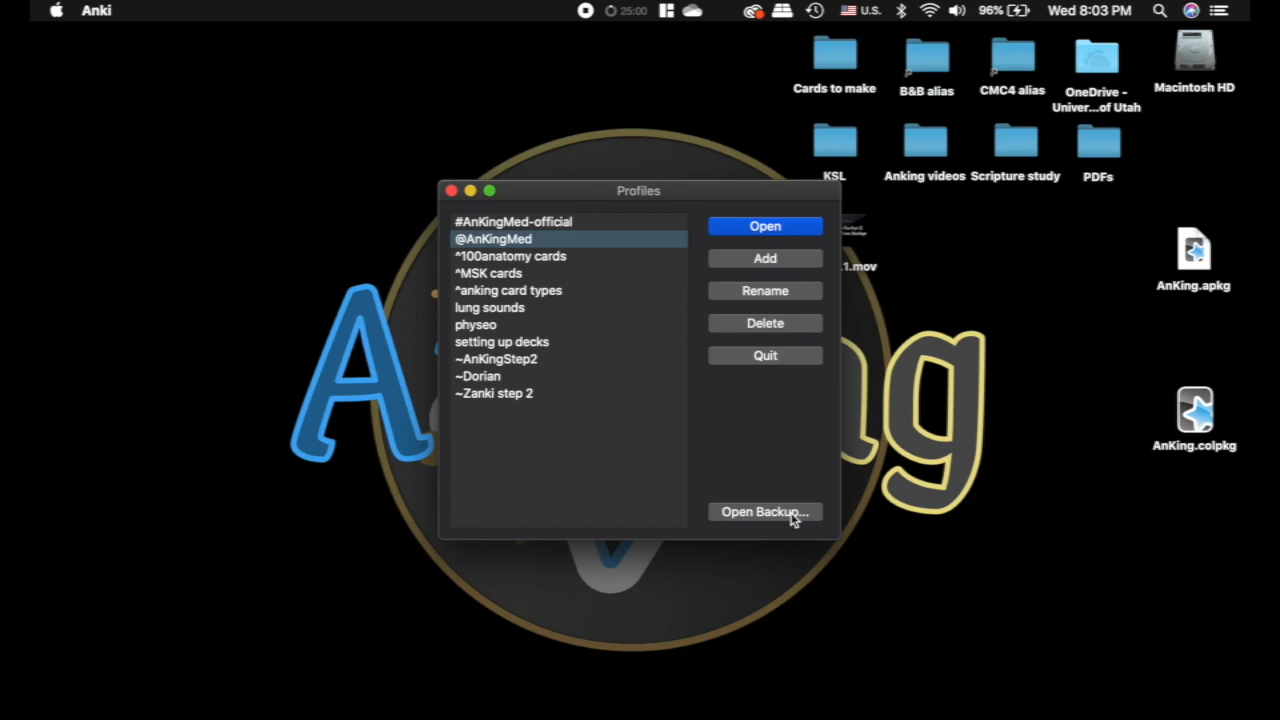 Anki
25:00
U.S.
96%
Wed 8:03 PM
Cards to make
B&B alias
CMC4 alias
OneDrive -
Univer...of Utah
Macintosh HD
KSL
Anking videos
Scripture study
PDFs
1.mov
AnKing.apkg
AnKing.colpkg
Profiles
#AnKingMed-official
@AnKingMed
^100anatomy cards
^MSK cards
^anking card types
lung sounds
physeo
setting up decks
~AnKingStep2
~Dorian
~Zanki step 2
Open
Add
Rename
Delete
Quit
Open Backup...